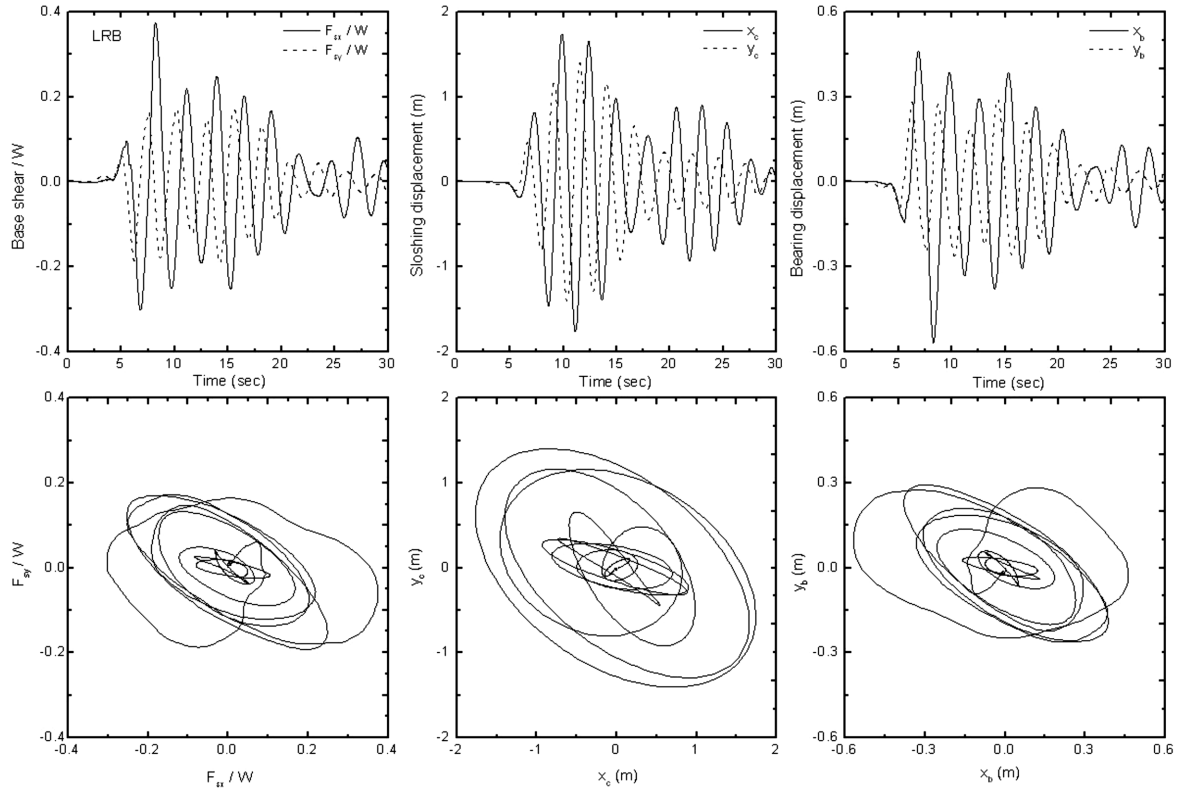 LRB
F_sx / W
F_sy / W
Base shear / W
0.4
0.2
0.0
-0.2
-0.4
0 5 10 15 20 25 30
Time (sec)
x_c
y_c
Sloshing displacement (m)
2
1
0
-1
-2
0 5 10 15 20 25 30
Time (sec)
x_b
y_b
Bearing displacement (m)
0.6
0.3
0.0
-0.3
-0.6
0 5 10 15 20 25 30
Time (sec)
F_sy / W
0.4
0.2
0.0
-0.2
-0.4
-0.4 -0.2 0.0 0.2 0.4
F_sx / W
y_c (m)
2
1
0
-1
-2
-2 -1 0 1 2
x_c (m)
y_b (m)
0.6
0.3
0.0
-0.3
-0.6
-0.6 -0.3 0.0 0.3 0.6
x_b (m)